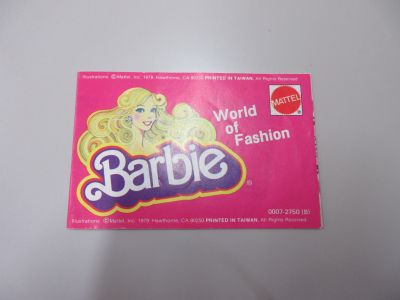 Illustrations ©Mattel, Inc. 1979 Hawthorne, CA 90250 PRINTED IN TAIWAN. All Rights Reserved
World
of
Fashion
MATTEL
®
Barbie®
0007-2750 (B)
Illustrations ©Mattel, Inc. 1979 Hawthorne, CA 90250 PRINTED IN TAIWAN. All Rights Reserved.